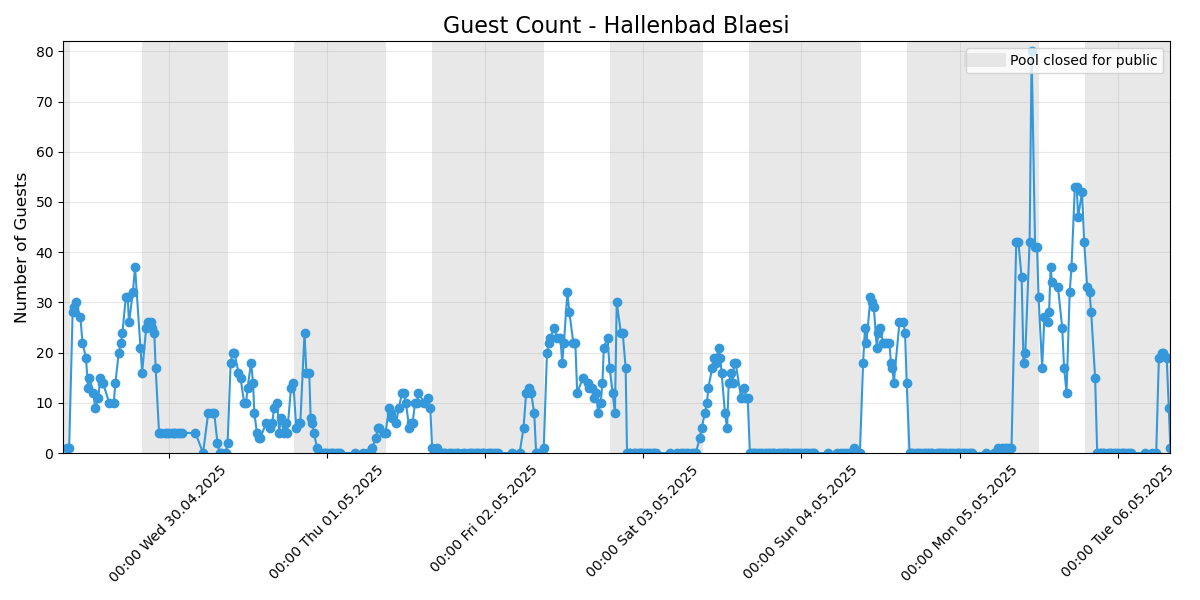 Guest Count - Hallenbad Blaesi
Pool closed for public
Number of Guests
80
70
60
50
40
30
20
10
0
00:00 Wed 30.04.2025
00:00 Thu 01.05.2025
00:00 Fri 02.05.2025
00:00 Sat 03.05.2025
00:00 Sun 04.05.2025
00:00 Mon 05.05.2025
00:00 Tue 06.05.2025